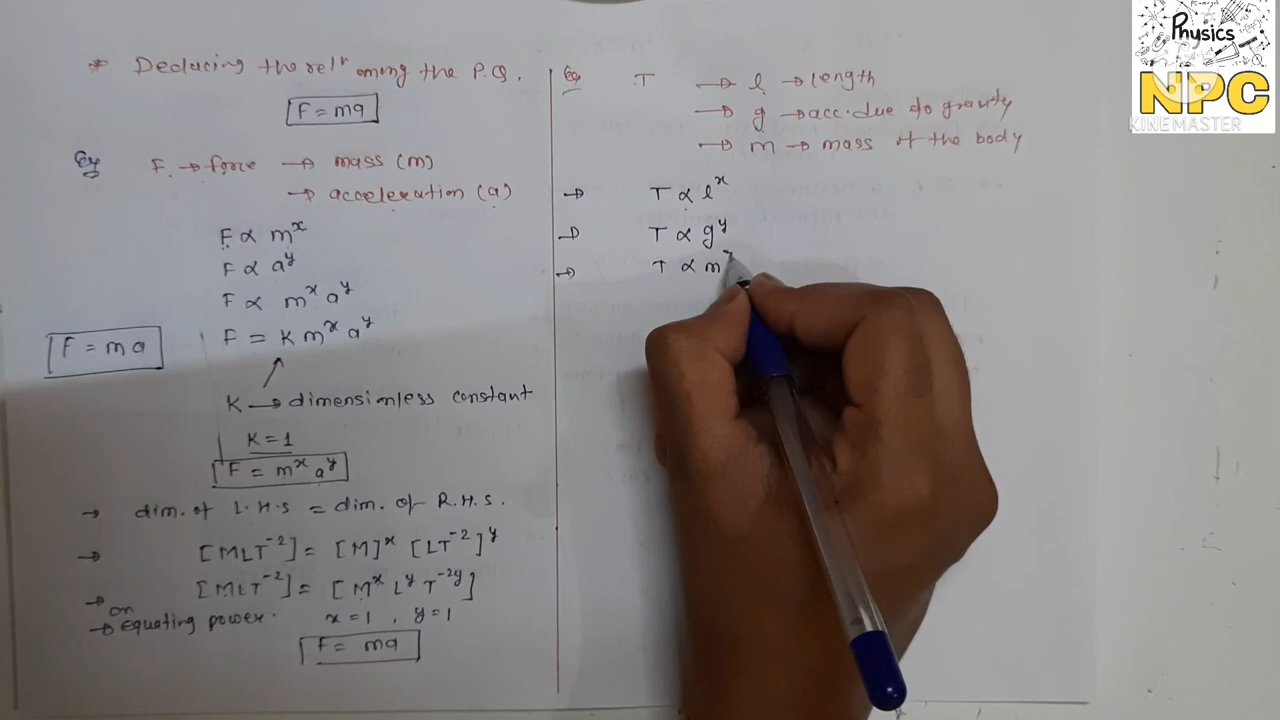 * Deducing the relⁿ among the P.Q.
F = ma
Eg F → force → mass (m)
→ acceleration (a)
F ∝ mˣ
F ∝ aʸ
F ∝ mˣ aʸ
F = K mˣ aʸ
F = ma
K → dimensionless constant
K = 1
F = mˣ aʸ
→ dim. of L.H.S = dim. of R.H.S.
→ [MLT⁻²] = [M]ˣ [LT⁻²]ʸ
→ [MLT⁻²] = [Mˣ Lʸ T⁻²ʸ]
→ on equating power. x = 1 , y = 1
F = ma
Eg T → l → length
→ g → acc. due to gravity
→ m → mass of the body
→ T ∝ lˣ
→ T ∝ gʸ
→ T ∝ m
Physics
NPC
KINEMASTER